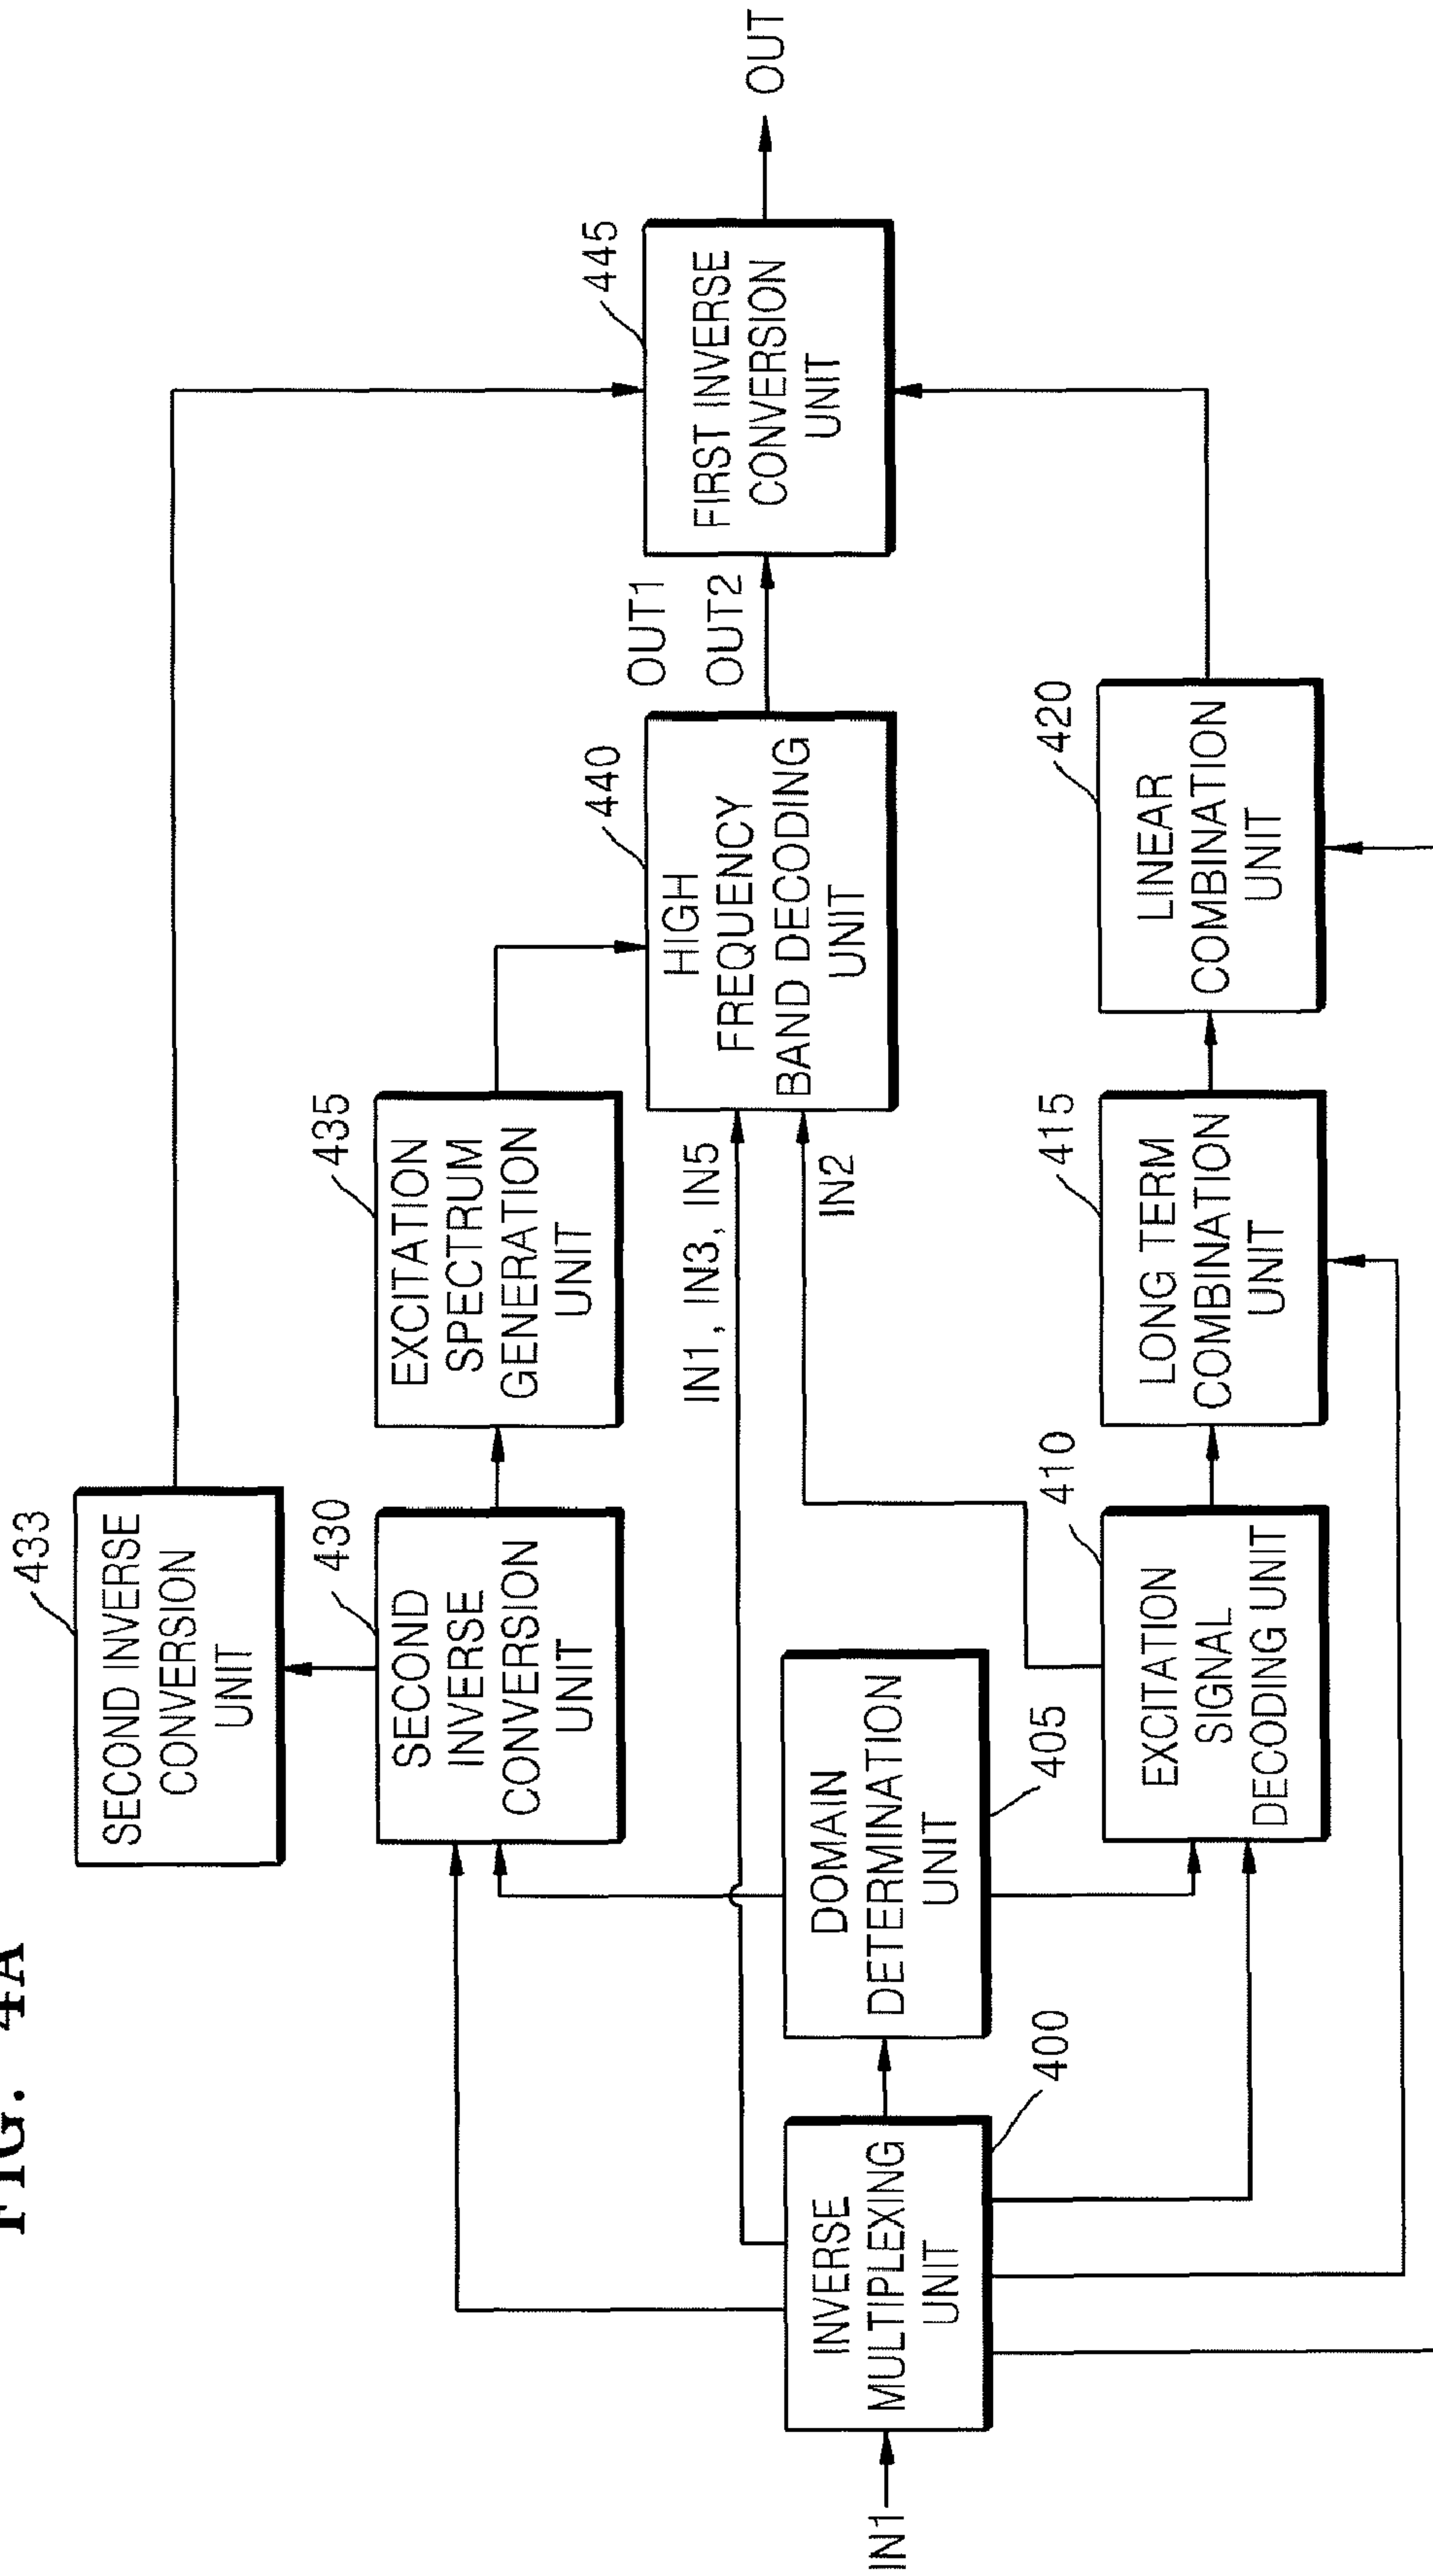 FIG. 4A
433
SECOND INVERSE
CONVERSION
UNIT
430
SECOND
INVERSE
CONVERSION
UNIT
435
EXCITATION
SPECTRUM
GENERATION
UNIT
IN1, IN3, IN5
IN2
440
HIGH
FREQUENCY
BAND DECODING
UNIT
OUT1
OUT2
445
FIRST INVERSE
CONVERSION
UNIT
OUT
IN1
INVERSE
MULTIPLEXING
UNIT
400
DOMAIN
DETERMINATION
UNIT
405
410
EXCITATION
SIGNAL
DECODING UNIT
415
LONG TERM
COMBINATION
UNIT
420
LINEAR
COMBINATION
UNIT